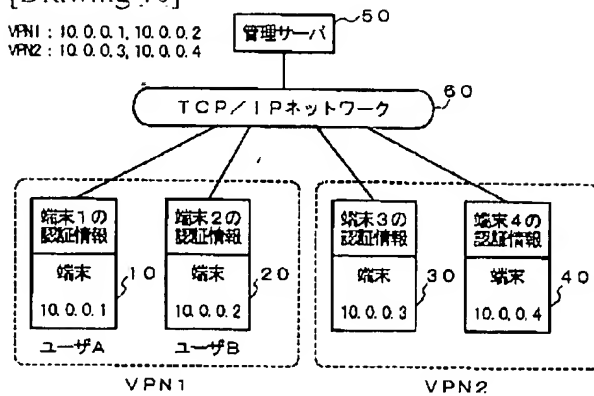 VPN1 : 10.0.0.1, 10.0.0.2
VPN2 : 10.0.0.3, 10.0.0.4
管理サーバ
50
TCP/IPネットワーク
60
端末1の
認証情報
端末
10.0.0.1
10
ユーザA
端末2の
認証情報
端末
10.0.0.2
20
ユーザB
VPN1
端末3の
認証情報
端末
10.0.0.3
30
端末4の
認証情報
端末
10.0.0.4
40
VPN2